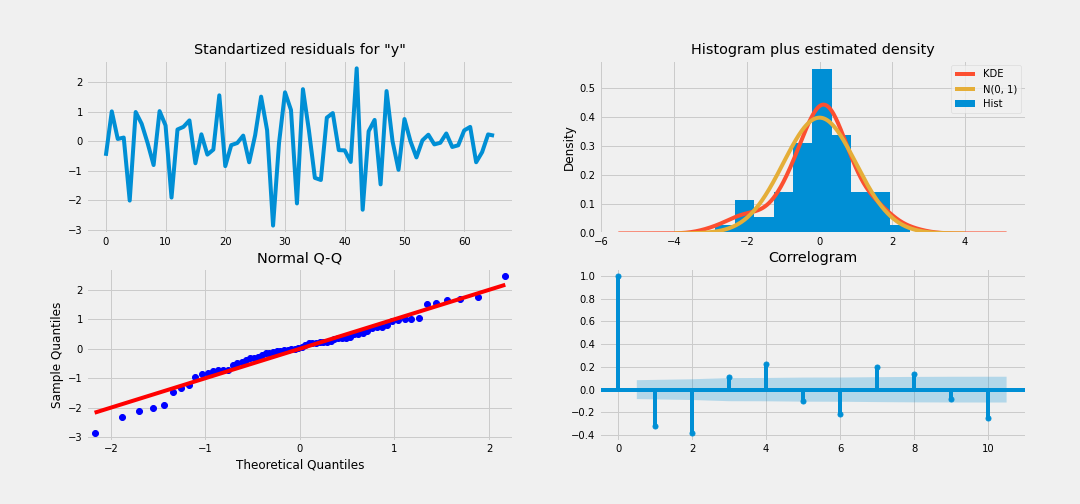 Standartized residuals for "y"
2
1
0
−1
−2
−3
0 10 20 30 40 50 60
Histogram plus estimated density
Density
0.5
0.4
0.3
0.2
0.1
0.0
−6 −4 −2 0 2 4
KDE
N(0, 1)
Hist
Normal Q-Q
Sample Quantiles
2
1
0
−1
−2
−3
−2 −1 0 1 2
Theoretical Quantiles
Correlogram
1.0
0.8
0.6
0.4
0.2
0.0
−0.2
−0.4
0 2 4 6 8 10